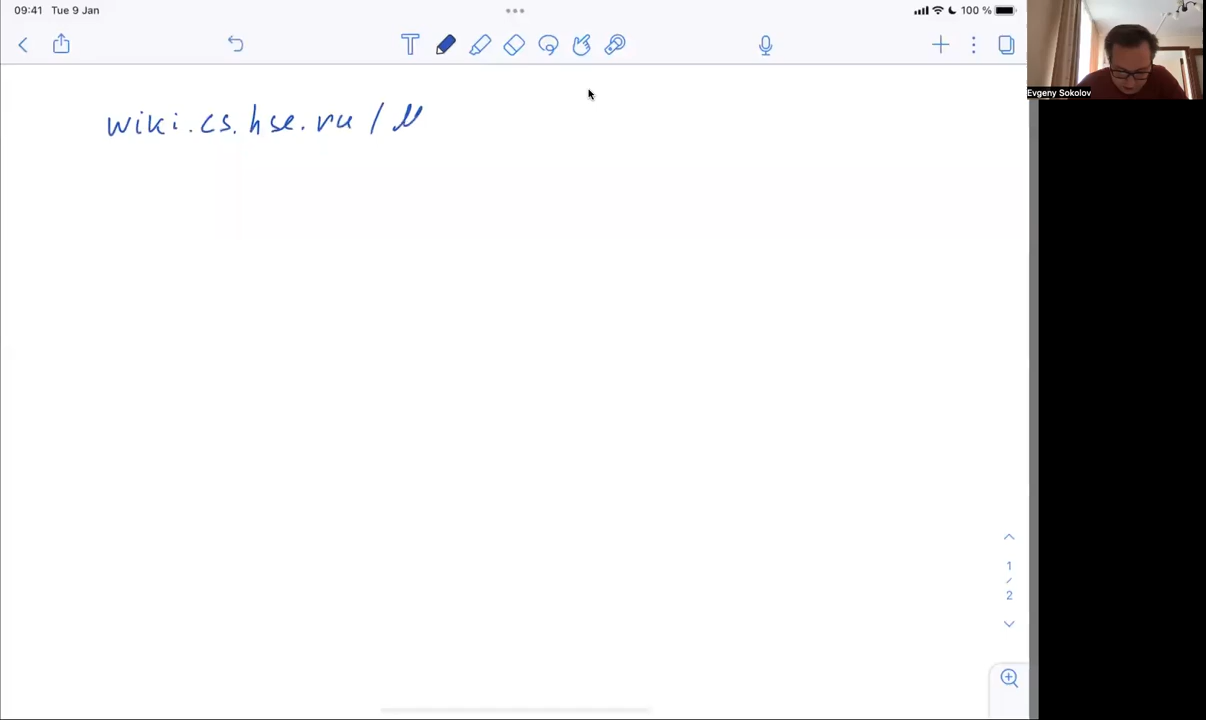 09:41 Tue 9 Jan
100 %
Evgeny Sokolov
wiki.cs.hse.ru/
1
/
2